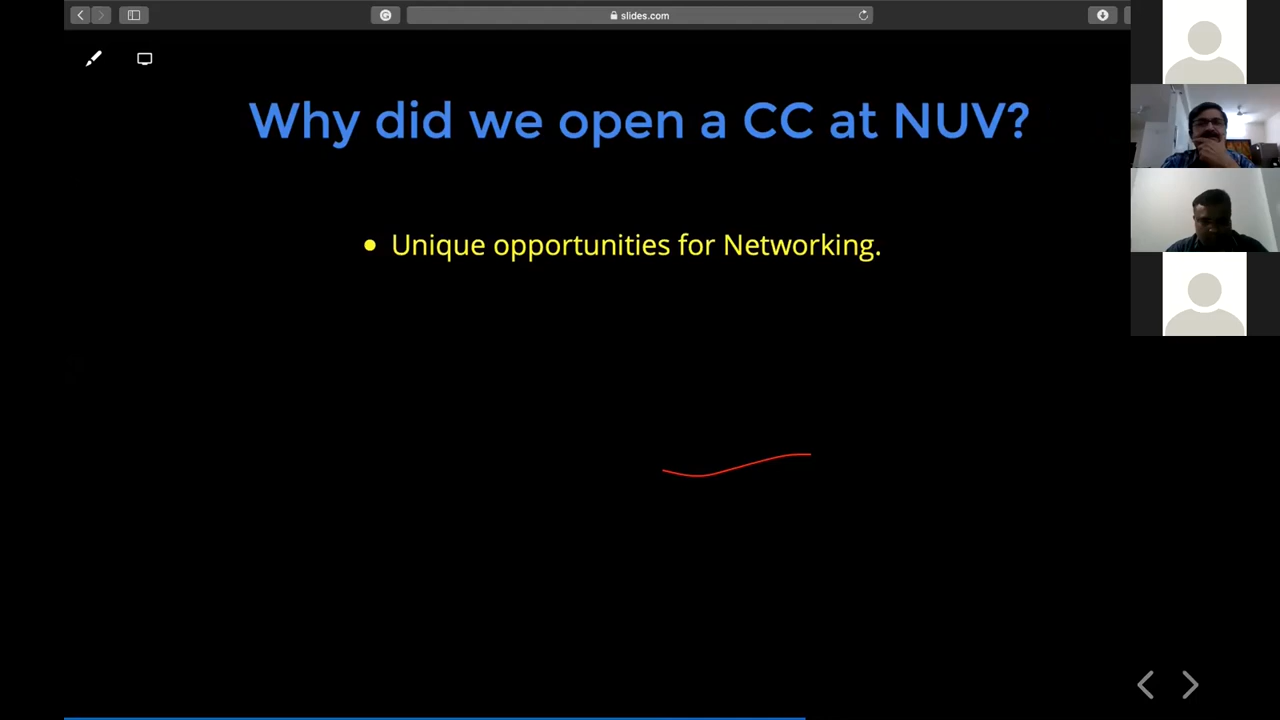 slides.com
Why did we open a CC at NUV?
Unique opportunities for Networking.